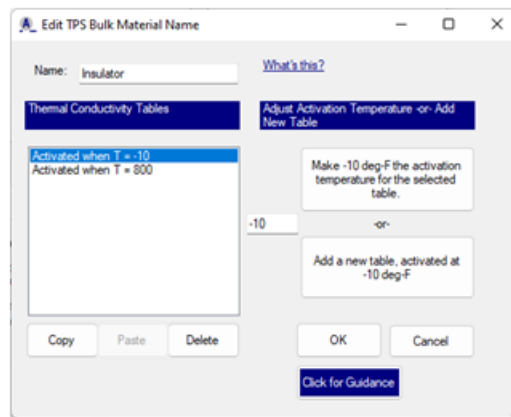 Edit TPS Bulk Material Name
Name: Insulator
What's this?
Thermal Conductivity Tables
Adjust Activation Temperature -or- Add
New Table
Activated when T = -10
Activated when T = 800
Make -10 deg-F the activation
temperature for the selected
table.
-10
-or-
Add a new table, activated at
-10 deg-F
Copy Paste Delete OK Cancel
Click for Guidance